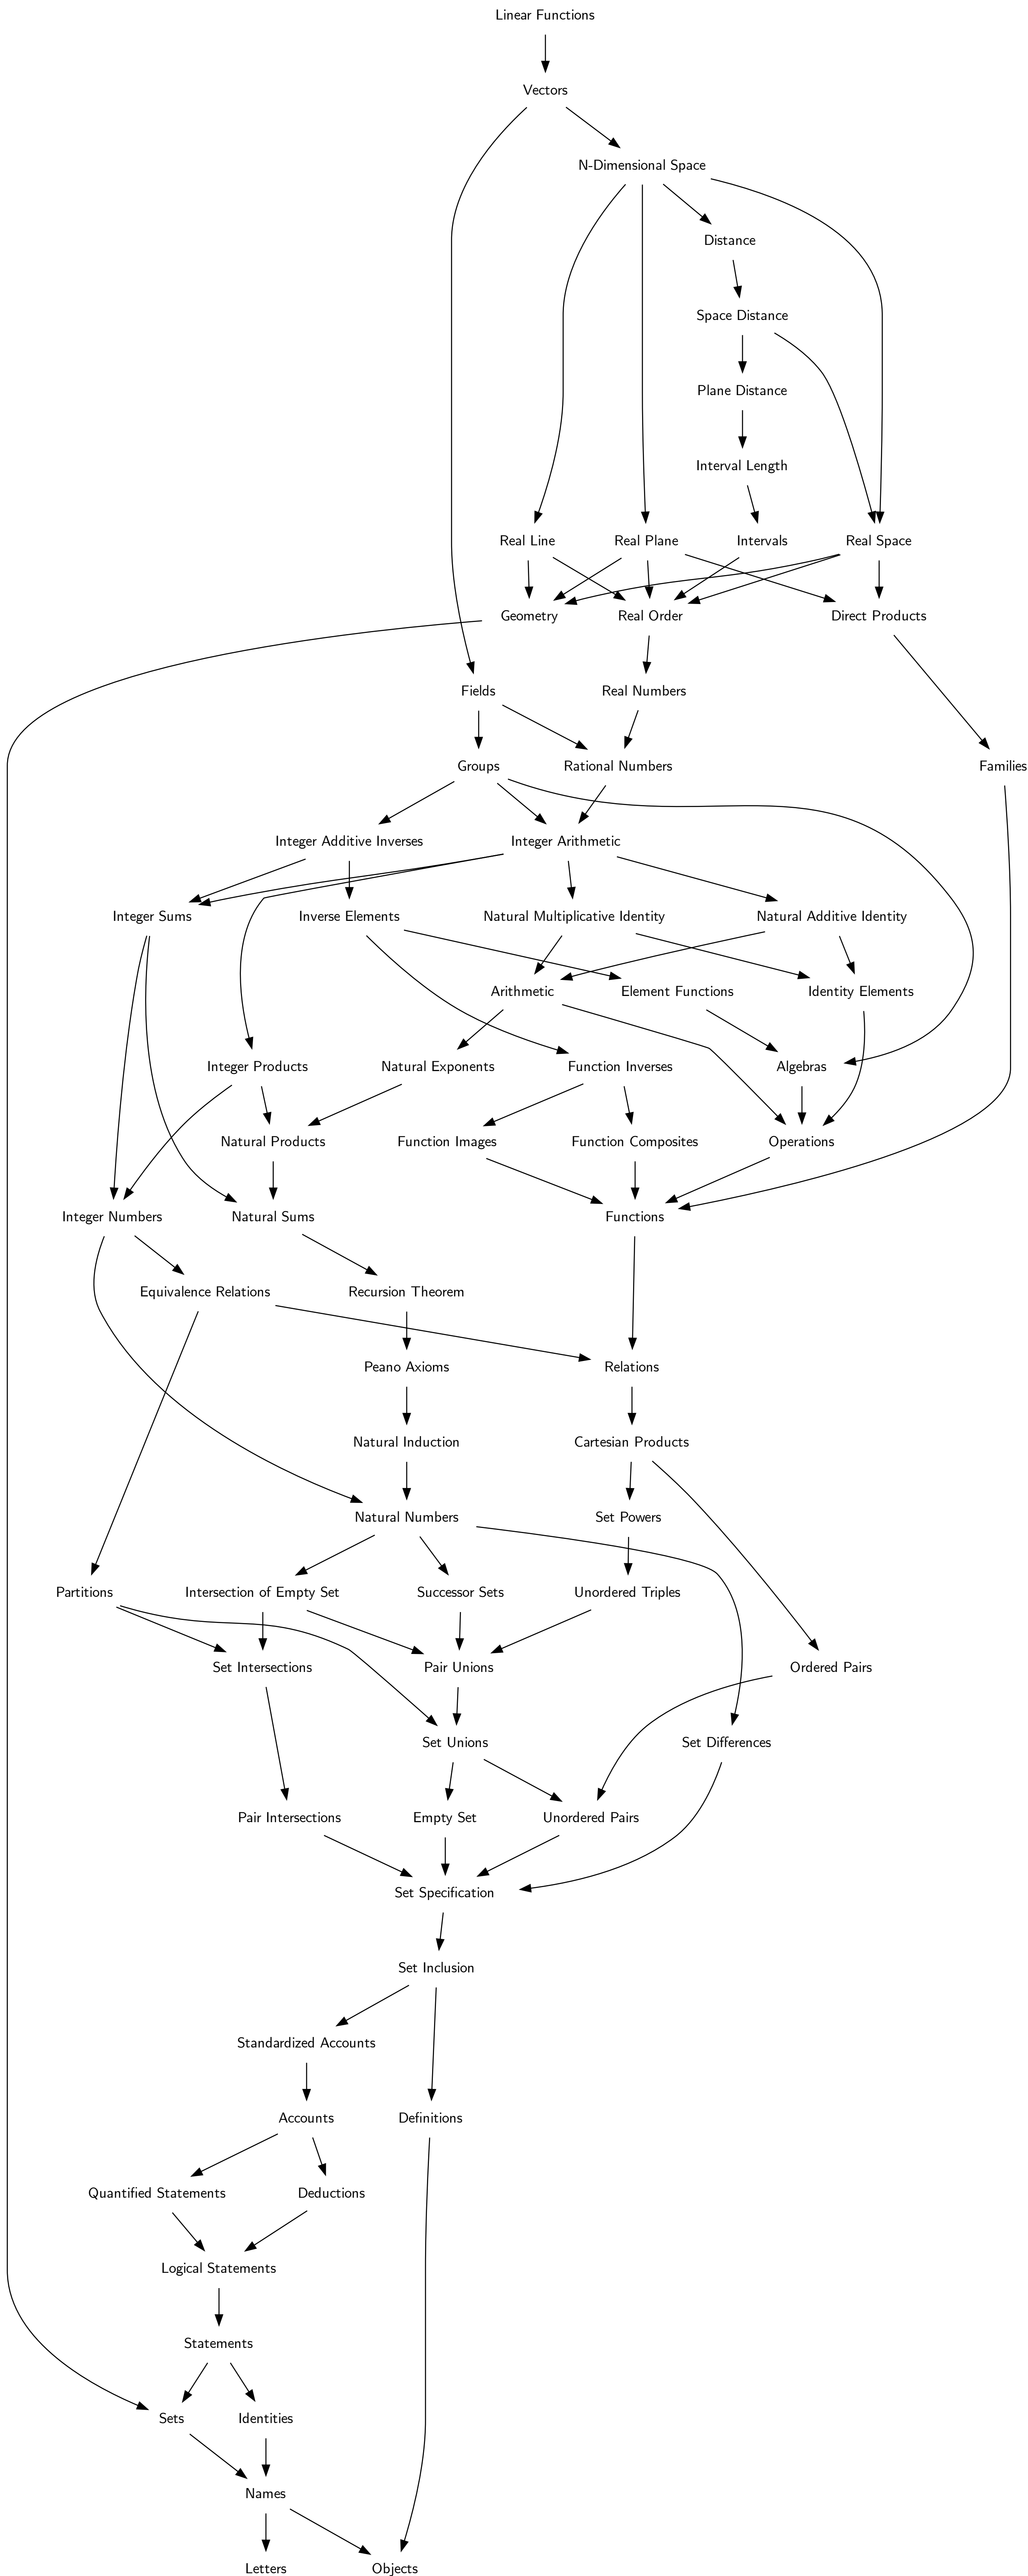 Linear Functions
Vectors
N-Dimensional Space
Distance
Space Distance
Plane Distance
Interval Length
Real Line
Real Plane
Intervals
Real Space
Geometry
Real Order
Direct Products
Fields
Real Numbers
Groups
Rational Numbers
Families
Integer Additive Inverses
Integer Arithmetic
Integer Sums
Inverse Elements
Natural Multiplicative Identity
Natural Additive Identity
Arithmetic
Element Functions
Identity Elements
Integer Products
Natural Exponents
Function Inverses
Algebras
Natural Products
Function Images
Function Composites
Operations
Integer Numbers
Natural Sums
Functions
Equivalence Relations
Recursion Theorem
Peano Axioms
Relations
Natural Induction
Cartesian Products
Natural Numbers
Set Powers
Partitions
Intersection of Empty Set
Successor Sets
Unordered Triples
Set Intersections
Pair Unions
Ordered Pairs
Set Unions
Set Differences
Pair Intersections
Empty Set
Unordered Pairs
Set Specification
Set Inclusion
Standardized Accounts
Accounts
Definitions
Quantified Statements
Deductions
Logical Statements
Statements
Sets
Identities
Names
Letters
Objects